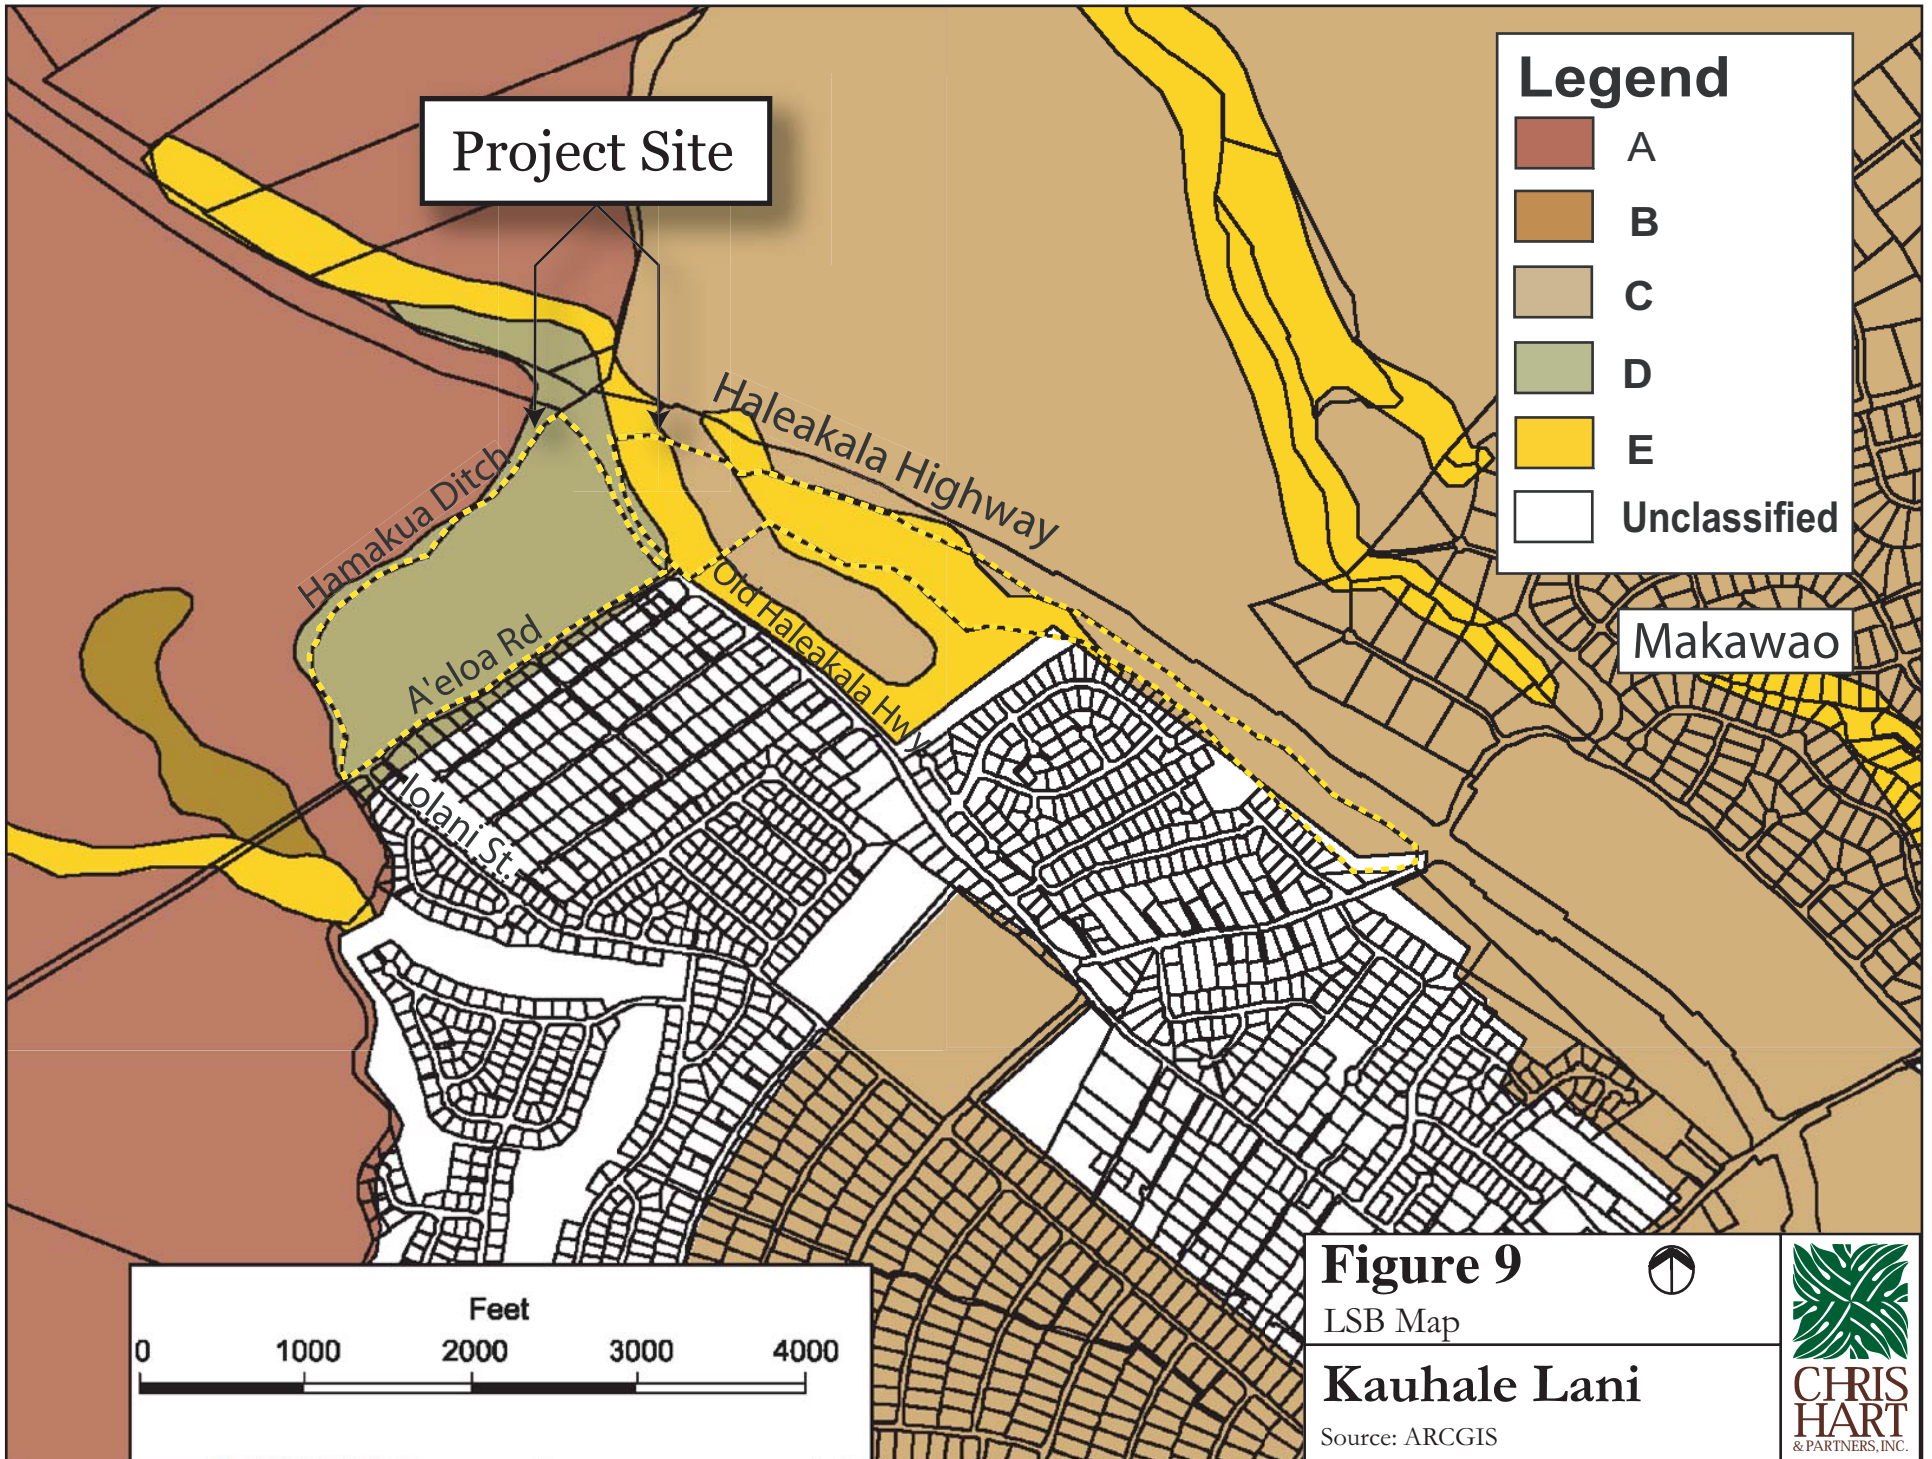 Project Site
Legend
A
B
C
D
E
Unclassified
Haleakala Highway
Hamakua Ditch
Old Haleakala Hwy
A'eloa Rd
Makawao
Iolani St.
Feet
0 1000 2000 3000 4000
Figure 9
LSB Map
Kauhale Lani
Source: ARCGIS
CHRIS
HART
& PARTNERS, INC.